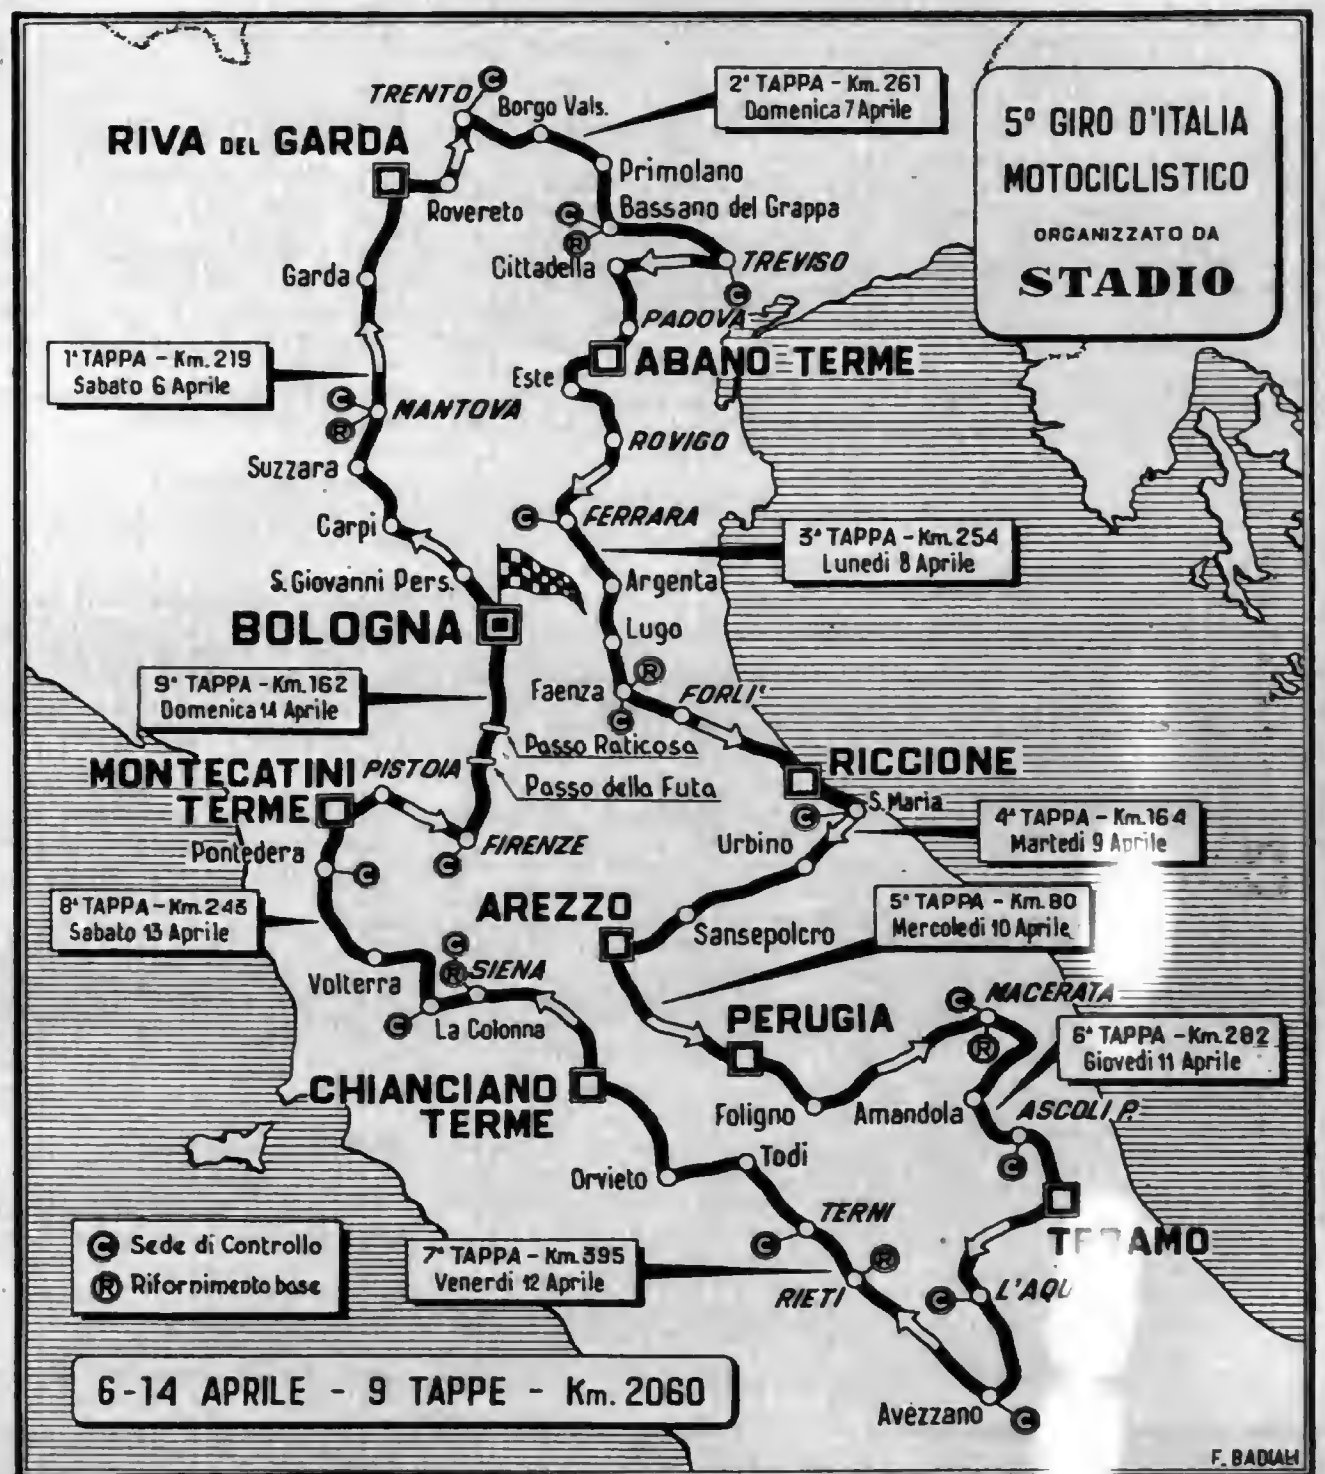 5° GIRO D'ITALIA
MOTOCICLISTICO
ORGANIZZATO DA
STADIO
2ª TAPPA - Km. 261
Domenica 7 Aprile
TRENTO
C
Borgo Vals.
RIVA DEL GARDA
Rovereto
Primolano
Bassano del Grappa
C
R
Cittadella
TREVISO
C
Garda
PADOVA
ABANO TERME
1ª TAPPA - Km. 219
Sabato 6 Aprile
Este
C
R
MANTOVA
ROVIGO
Suzzara
C
FERRARA
Carpi
3ª TAPPA - Km. 254
Lunedi 8 Aprile
S. Giovanni Pers.
Argenta
BOLOGNA
Lugo
9ª TAPPA - Km. 162
Domenica 14 Aprile
R
Faenza
C
FORLI'
Passo Raticosa
Passo della Futa
RICCIONE
MONTECATINI
TERME
PISTOIA
S. Maria
C
4ª TAPPA - Km. 164
Martedi 9 Aprile
Urbino
FIRENZE
C
Pontedera
C
5ª TAPPA - Km. 80
Mercoledi 10 Aprile
8ª TAPPA - Km. 243
Sabato 13 Aprile
AREZZO
Sansepolcro
C
R
SIENA
Volterra
C
La Colonna
C
MACERATA
R
PERUGIA
6ª TAPPA - Km. 282
Giovedi 11 Aprile
CHIANCIANO
TERME
Foligno
Amandola
ASCOLI P.
C
Orvieto
Todi
TERMI
C
R
RIETI
7ª TAPPA - Km. 395
Venerdi 12 Aprile
C
L'AQU
Avezzano
C
C Sede di Controllo
R Rifornimento base
6-14 APRILE - 9 TAPPE - Km. 2060
F. BADIALI